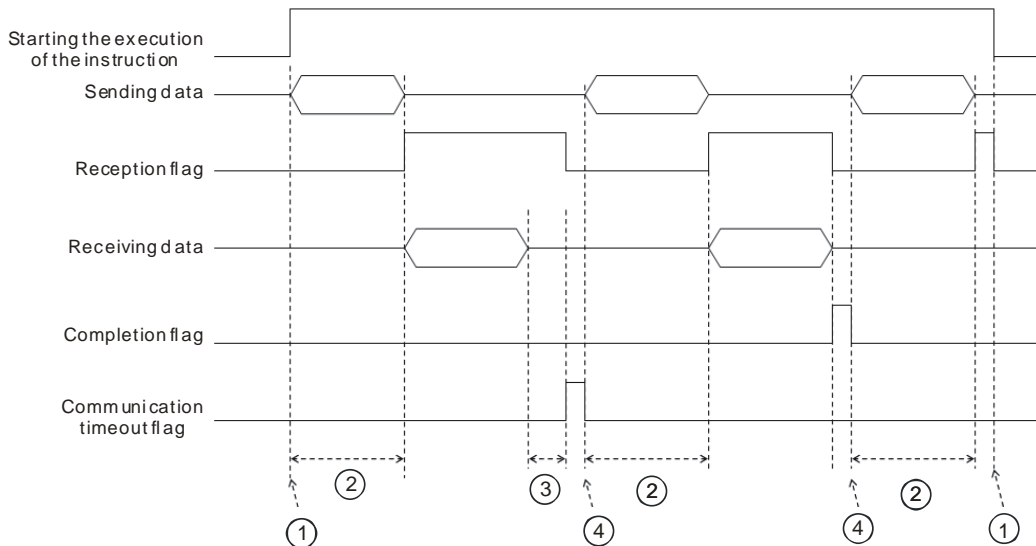 Starting the execution
of the instruction
Sending data
Reception flag
Receiving data
Completion flag
Communication
timeout flag
② ③ ② ②
① ④ ④ ①